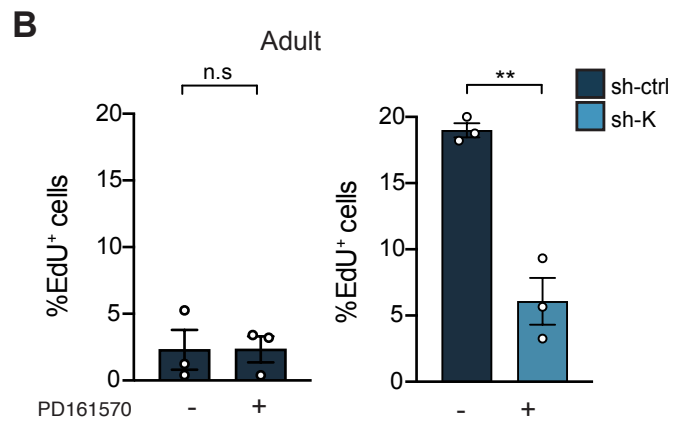 B
Adult
n.s
**
sh-ctrl
sh-K
%EdU⁺ cells
20
15
10
5
0
%EdU⁺ cells
20
15
10
5
0
PD161570 - + - +